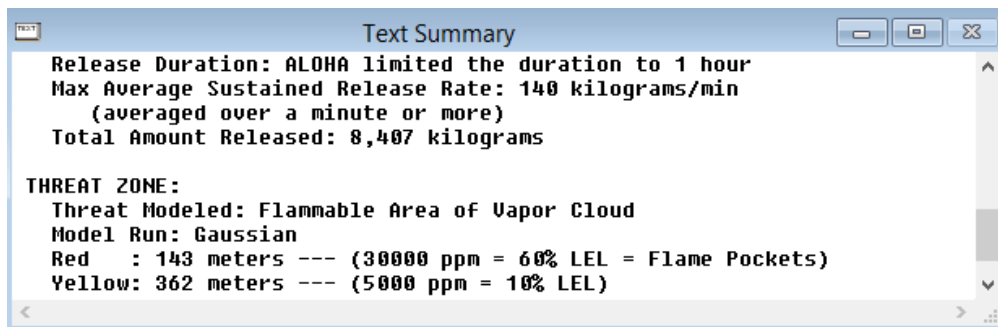 TEXT
Text Summary
Release Duration: ALOHA limited the duration to 1 hour
Max Average Sustained Release Rate: 140 kilograms/min
(averaged over a minute or more)
Total Amount Released: 8,407 kilograms
THREAT ZONE:
Threat Modeled: Flammable Area of Vapor Cloud
Model Run: Gaussian
Red   : 143 meters --- (30000 ppm = 60% LEL = Flame Pockets)
Yellow: 362 meters --- (5000 ppm = 10% LEL)